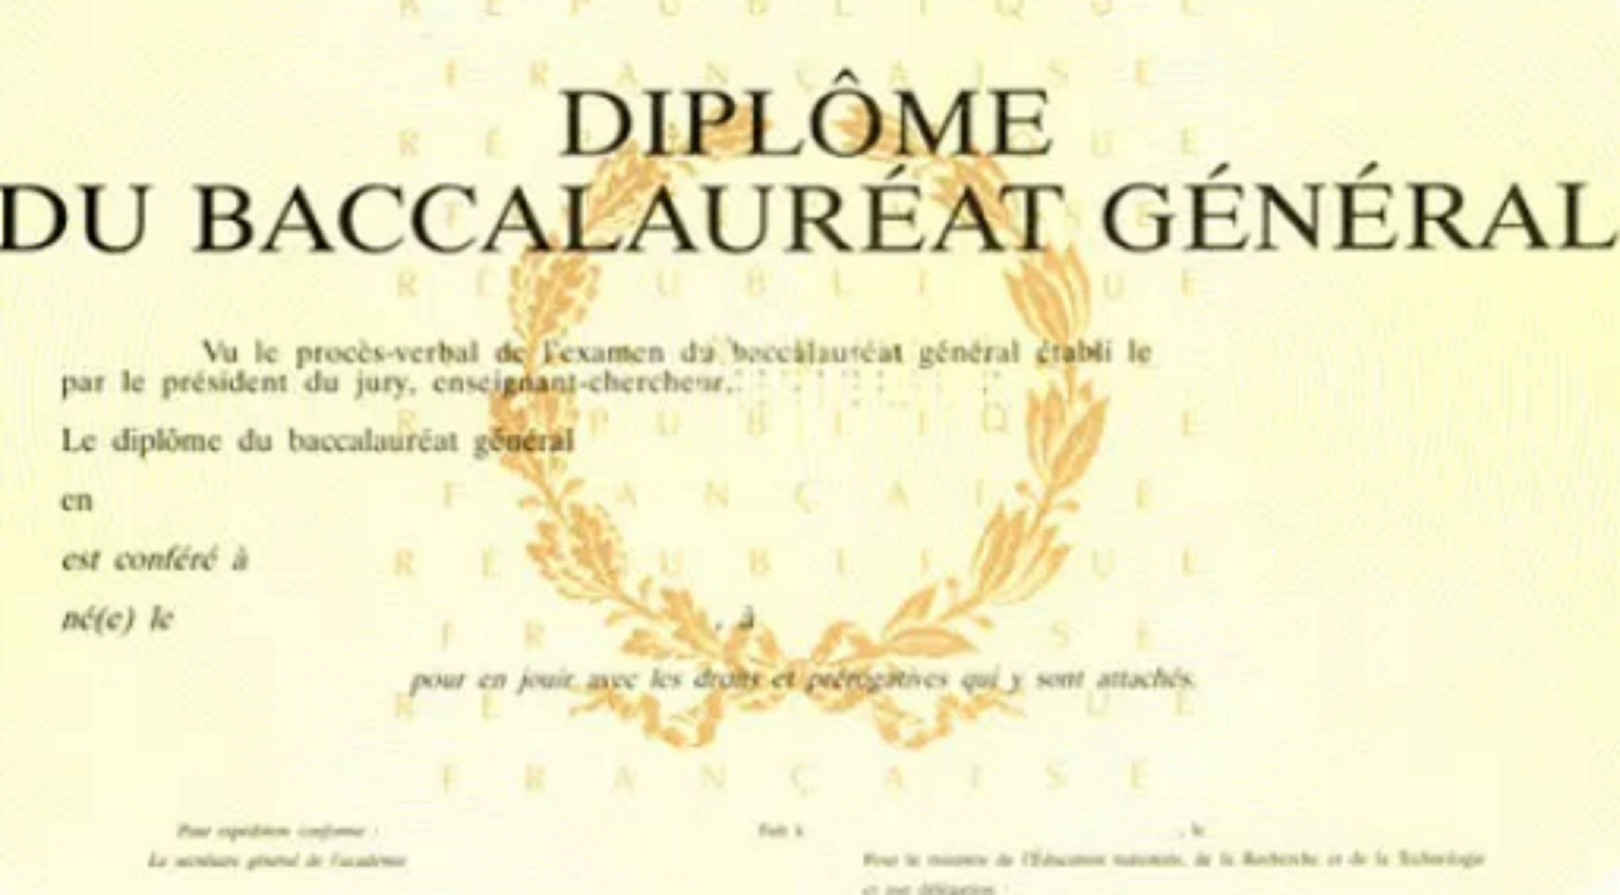 RÉPUBLIQUE
FRANÇAISE
DIPLÔME
DU BACCALAURÉAT GÉNÉRAL
Vu le procès-verbal de l'examen du baccalauréat général établi le
par le président du jury, enseignant-chercheur,
Le diplôme du baccalauréat général
en
est conféré à
né(e) le , à
pour en jouir avec les droits et prérogatives qui y sont attachés.
FRANÇAISE
Pour expédition conforme : Fait à , le
Le secrétaire général de l'académie Pour le ministre de l'Éducation nationale, de la Recherche et de la Technologie
et par délégation :